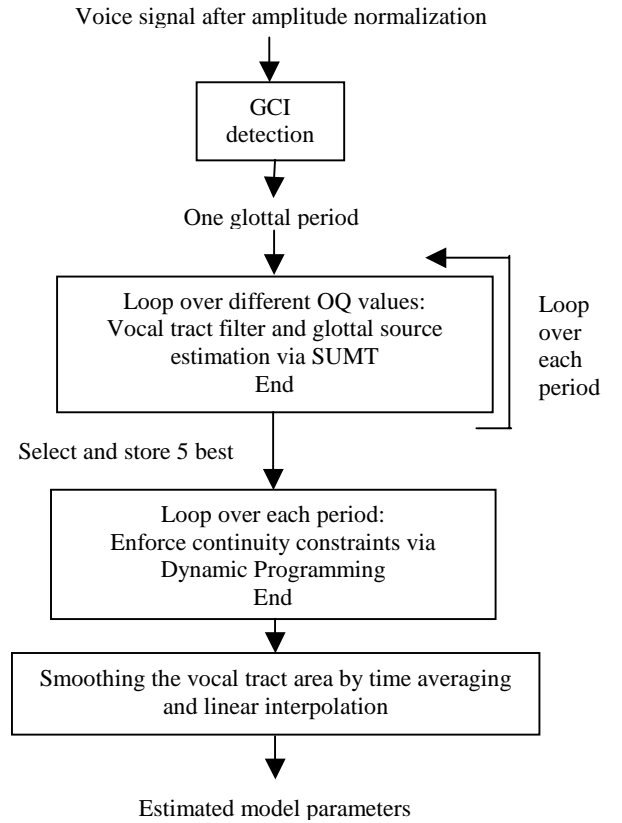 Voice signal after amplitude normalization
GCI
detection
One glottal period
Loop over different OQ values:
Vocal tract filter and glottal source
estimation via SUMT
End
Loop
over
each
period
Select and store 5 best
Loop over each period:
Enforce continuity constraints via
Dynamic Programming
End
Smoothing the vocal tract area by time averaging
and linear interpolation
Estimated model parameters